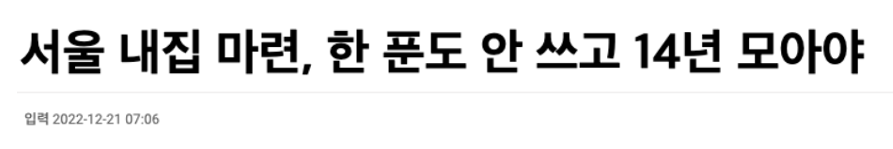 서울 내집 마련, 한 푼도 안 쓰고 14년 모아야
입력 2022-12-21 07:06